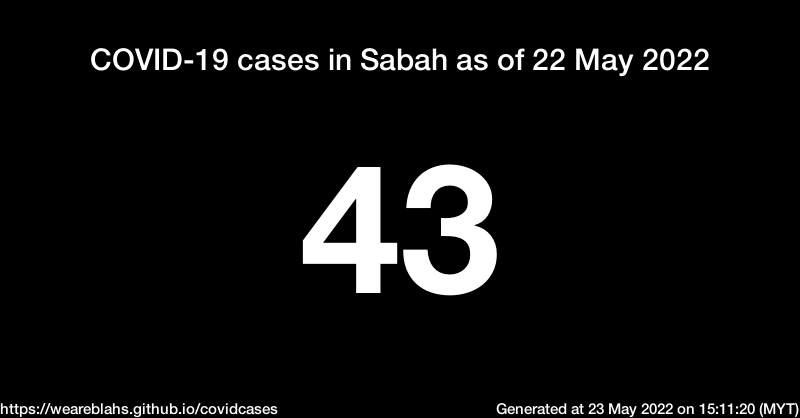 COVID-19 cases in Sabah as of 22 May 2022
43
https://weareblahs.github.io/covidcases
Generated at 23 May 2022 on 15:11:20 (MYT)